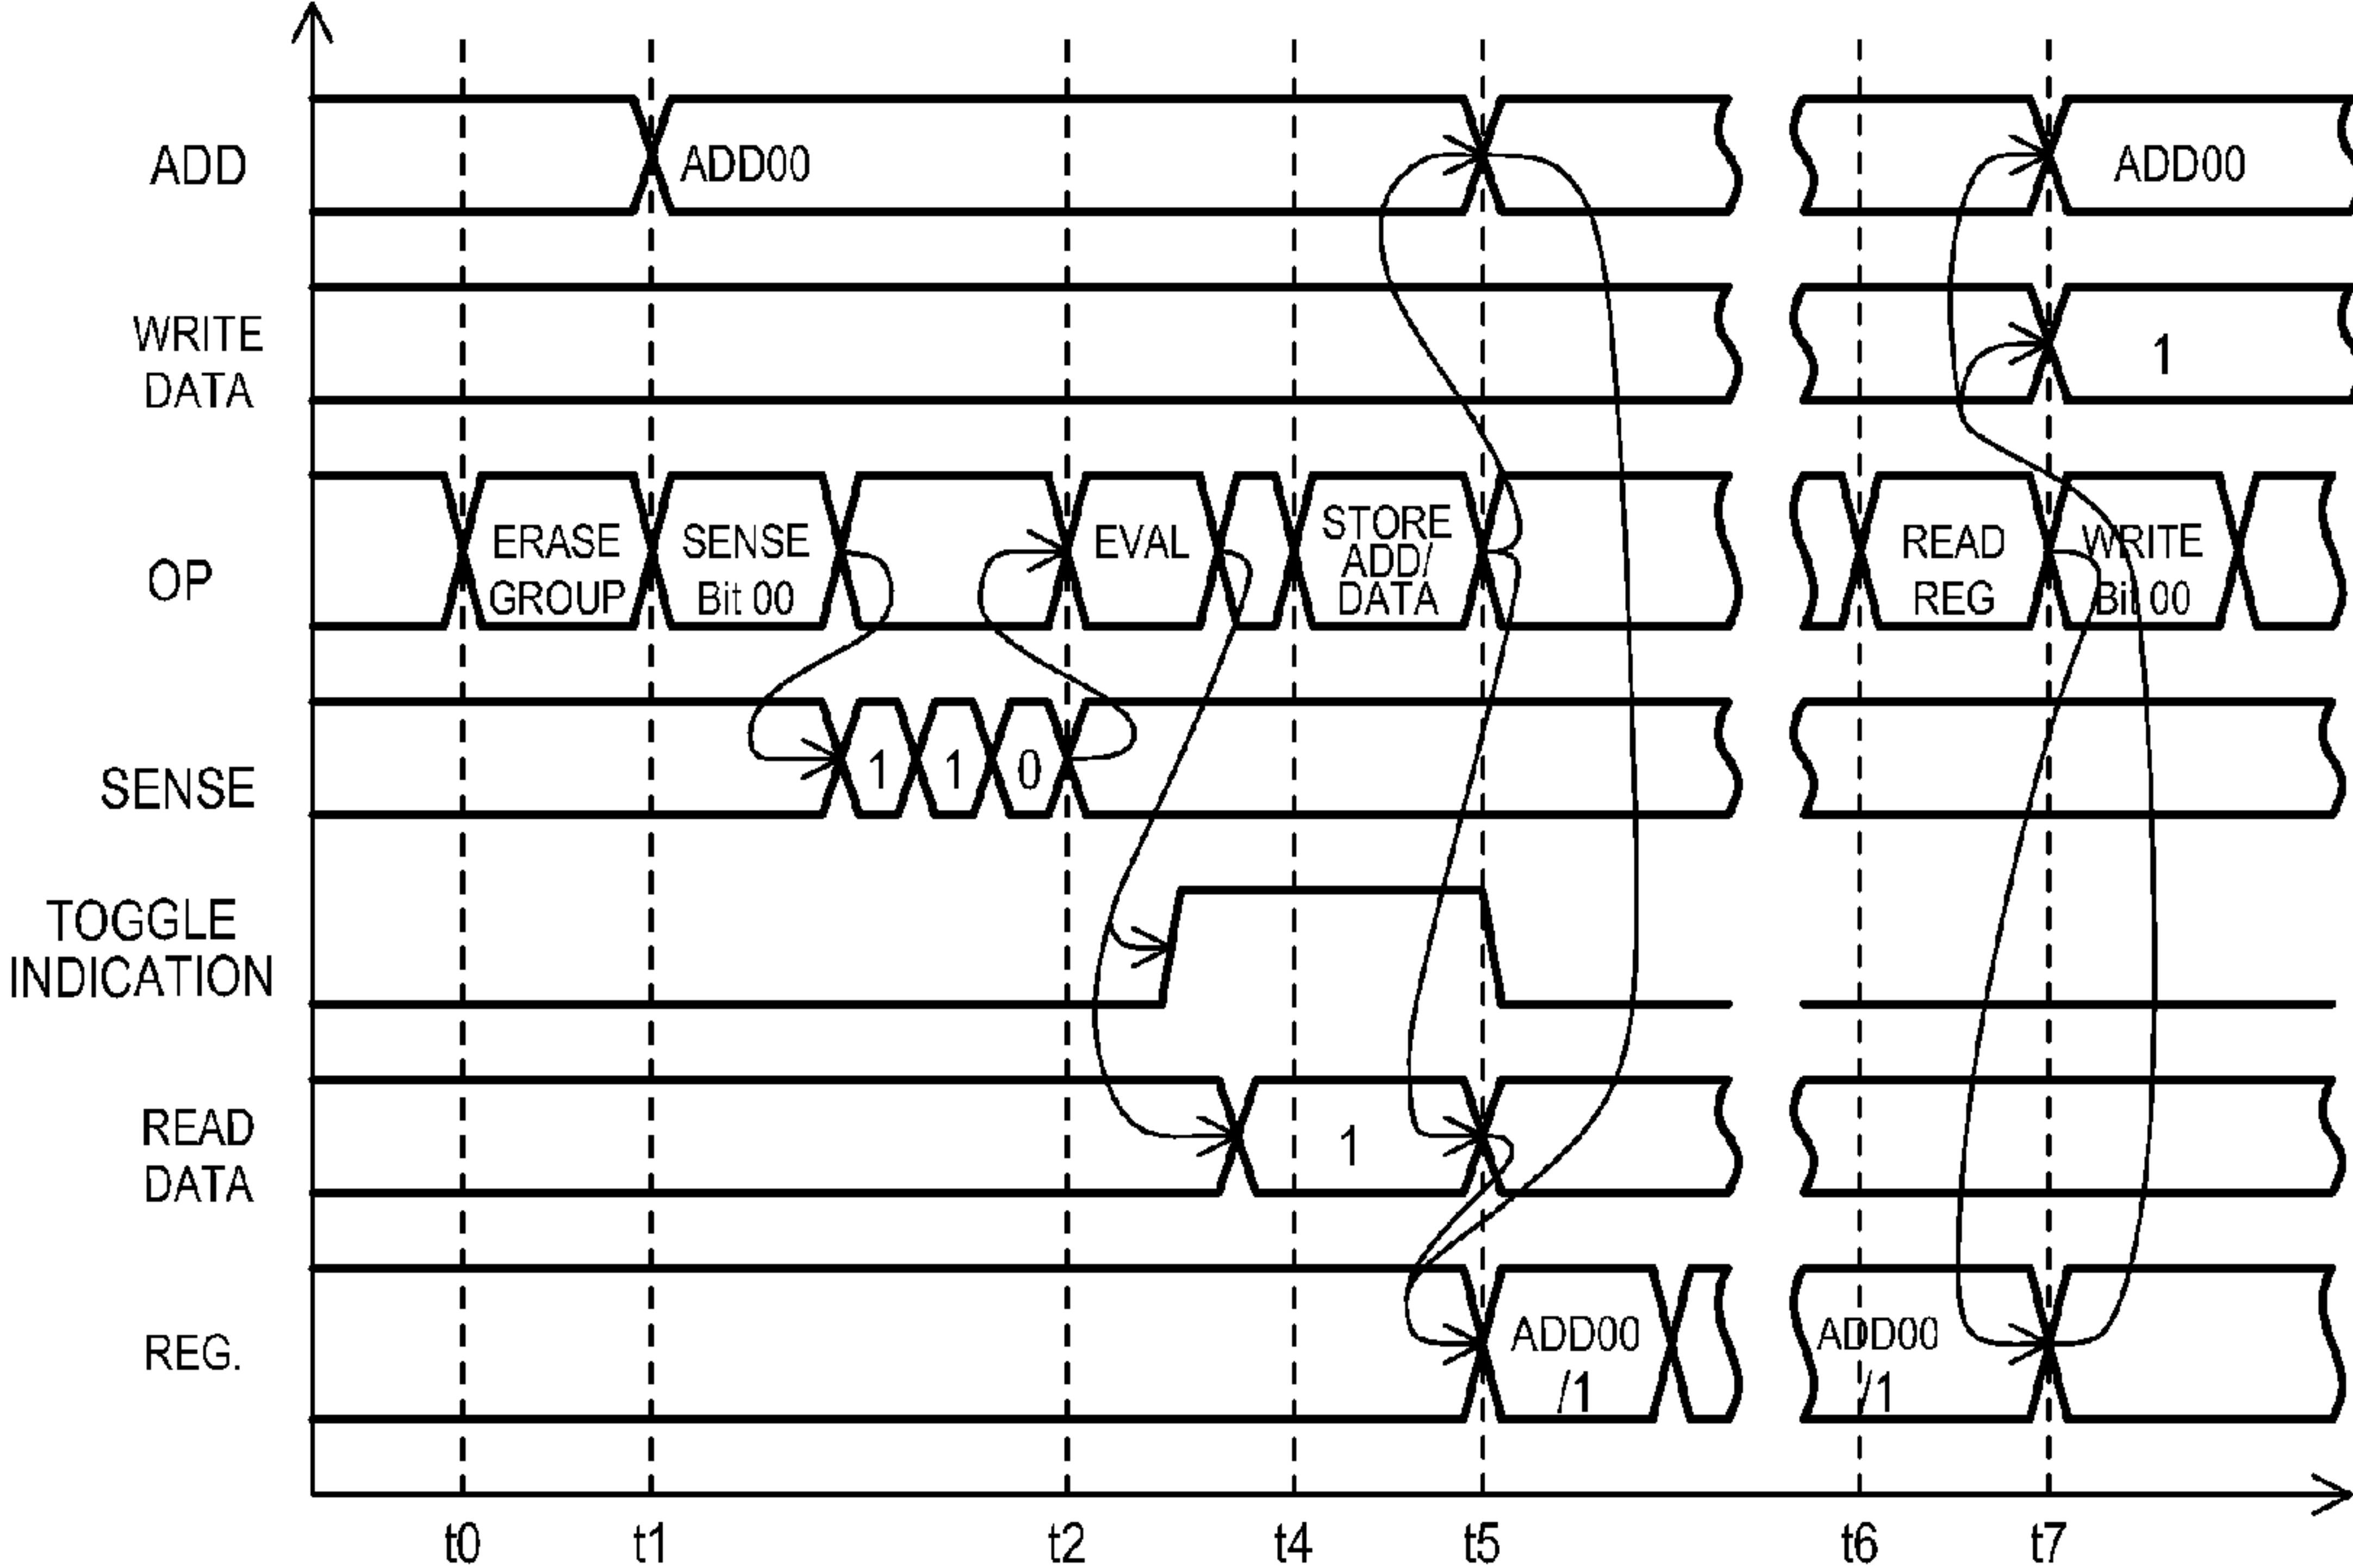 ADD
ADD00
ADD00
WRITE
DATA
1
OP
ERASE
GROUP
SENSE
Bit 00
EVAL
STORE
ADD/
DATA
READ
REG
WRITE
Bit 00
SENSE
1
1
0
TOGGLE
INDICATION
READ
DATA
1
REG.
ADD00
/1
ADD00
/1
t0
t1
t2
t4
t5
t6
t7